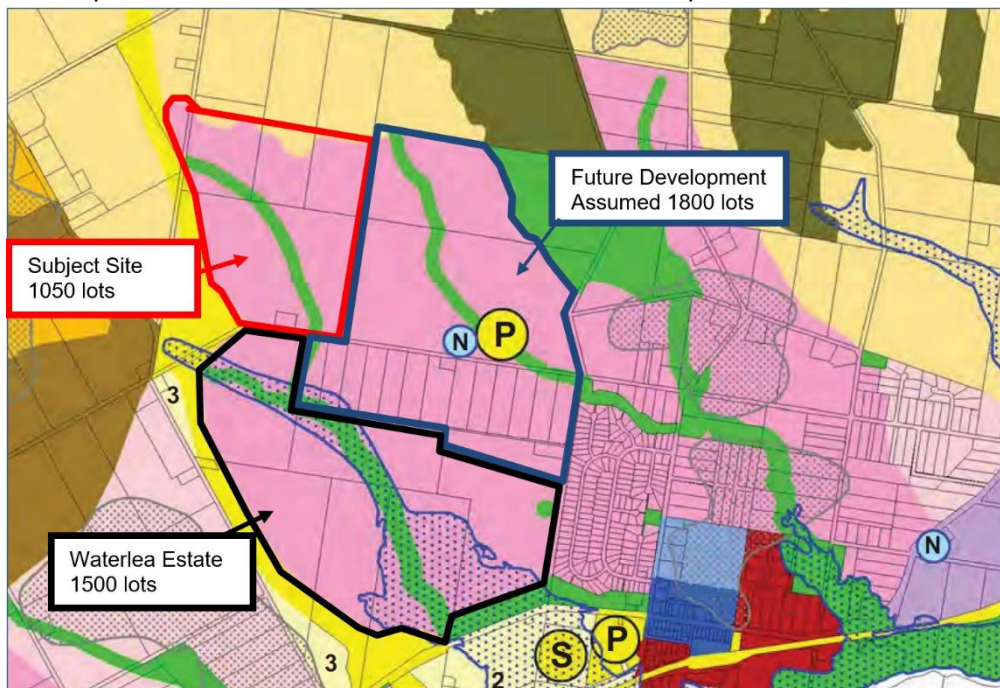 Future Development
Assumed 1800 lots
Subject Site
1050 lots
N
P
3
N
Waterlea Estate
1500 lots
3
S
P
2